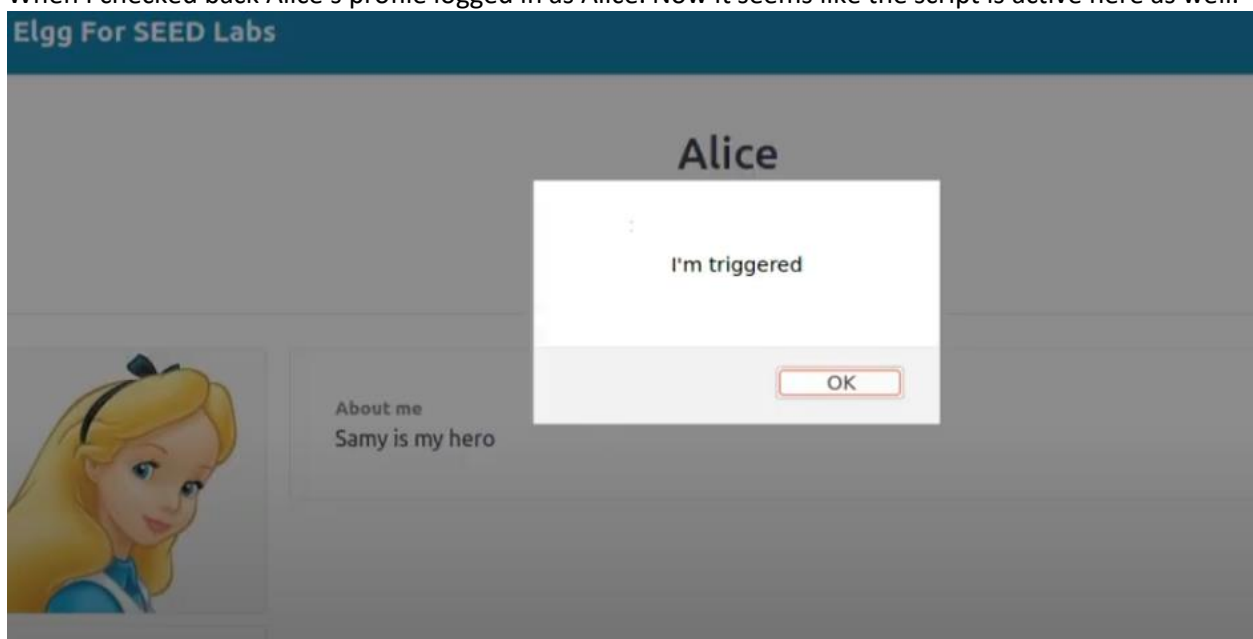 When I checked back Alice's profile logged in as Alice. Now it seems like the script is active here as well.
Elgg For SEED Labs
Alice
I'm triggered
OK
About me
Samy is my hero